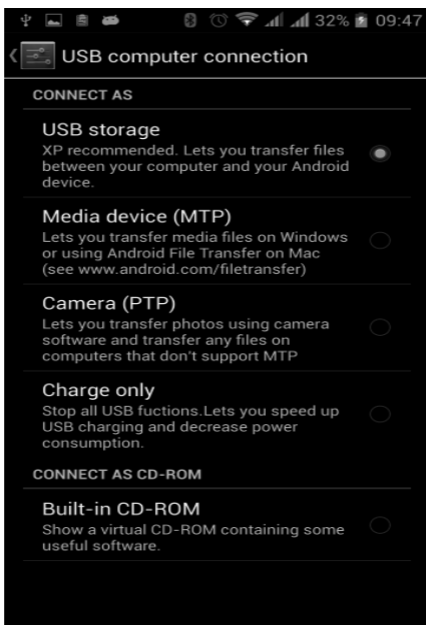 32% 09:47
USB computer connection
CONNECT AS
USB storage
XP recommended. Lets you transfer files
between your computer and your Android
device.
Media device (MTP)
Lets you transfer media files on Windows
or using Android File Transfer on Mac
(see www.android.com/filetransfer)
Camera (PTP)
Lets you transfer photos using camera
software and transfer any files on
computers that don't support MTP
Charge only
Stop all USB fuctions.Lets you speed up
USB charging and decrease power
consumption.
CONNECT AS CD-ROM
Built-in CD-ROM
Show a virtual CD-ROM containing some
useful software.